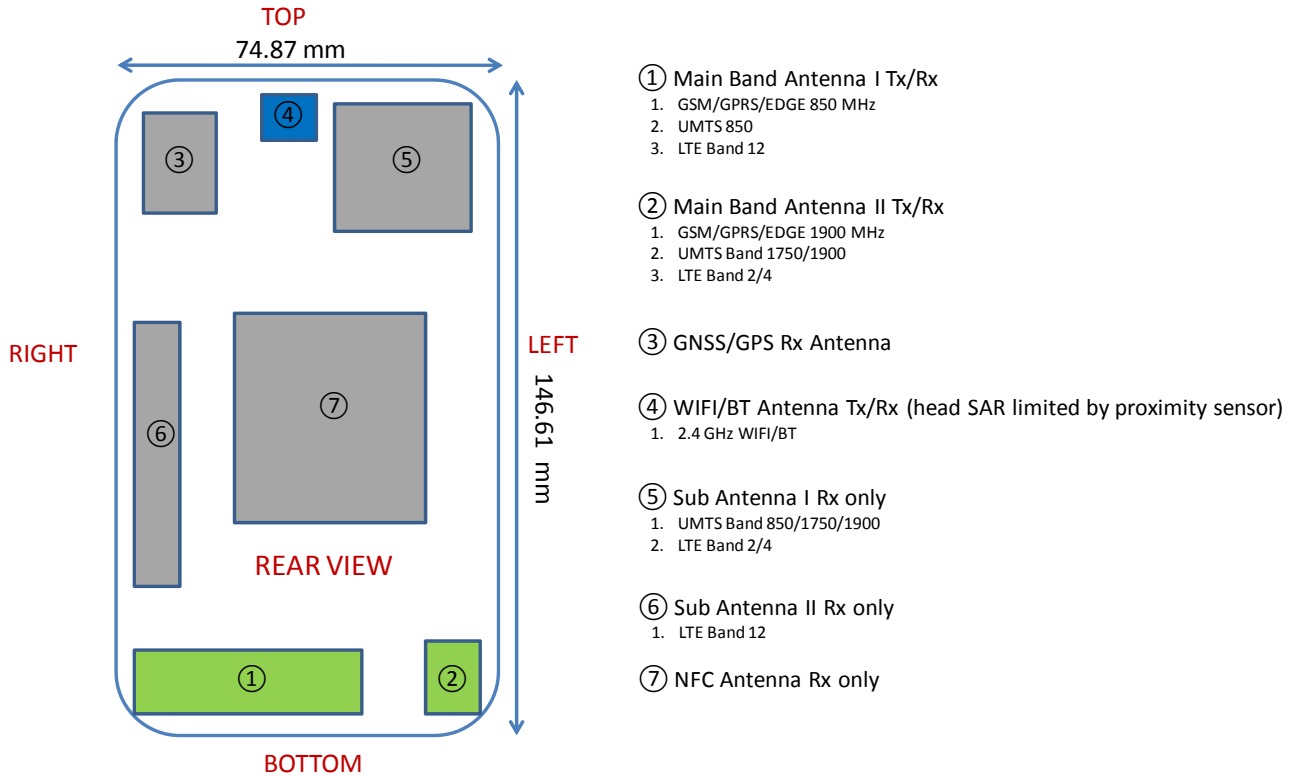 TOP
74.87 mm
④
③
⑤
RIGHT
LEFT
146.61 mm
⑦
⑥
REAR VIEW
①
②
BOTTOM
① Main Band Antenna I Tx/Rx
1. GSM/GPRS/EDGE 850 MHz
2. UMTS 850
3. LTE Band 12
② Main Band Antenna II Tx/Rx
1. GSM/GPRS/EDGE 1900 MHz
2. UMTS Band 1750/1900
3. LTE Band 2/4
③ GNSS/GPS Rx Antenna
④ WIFI/BT Antenna Tx/Rx (head SAR limited by proximity sensor)
1. 2.4 GHz WIFI/BT
⑤ Sub Antenna I Rx only
1. UMTS Band 850/1750/1900
2. LTE Band 2/4
⑥ Sub Antenna II Rx only
1. LTE Band 12
⑦ NFC Antenna Rx only